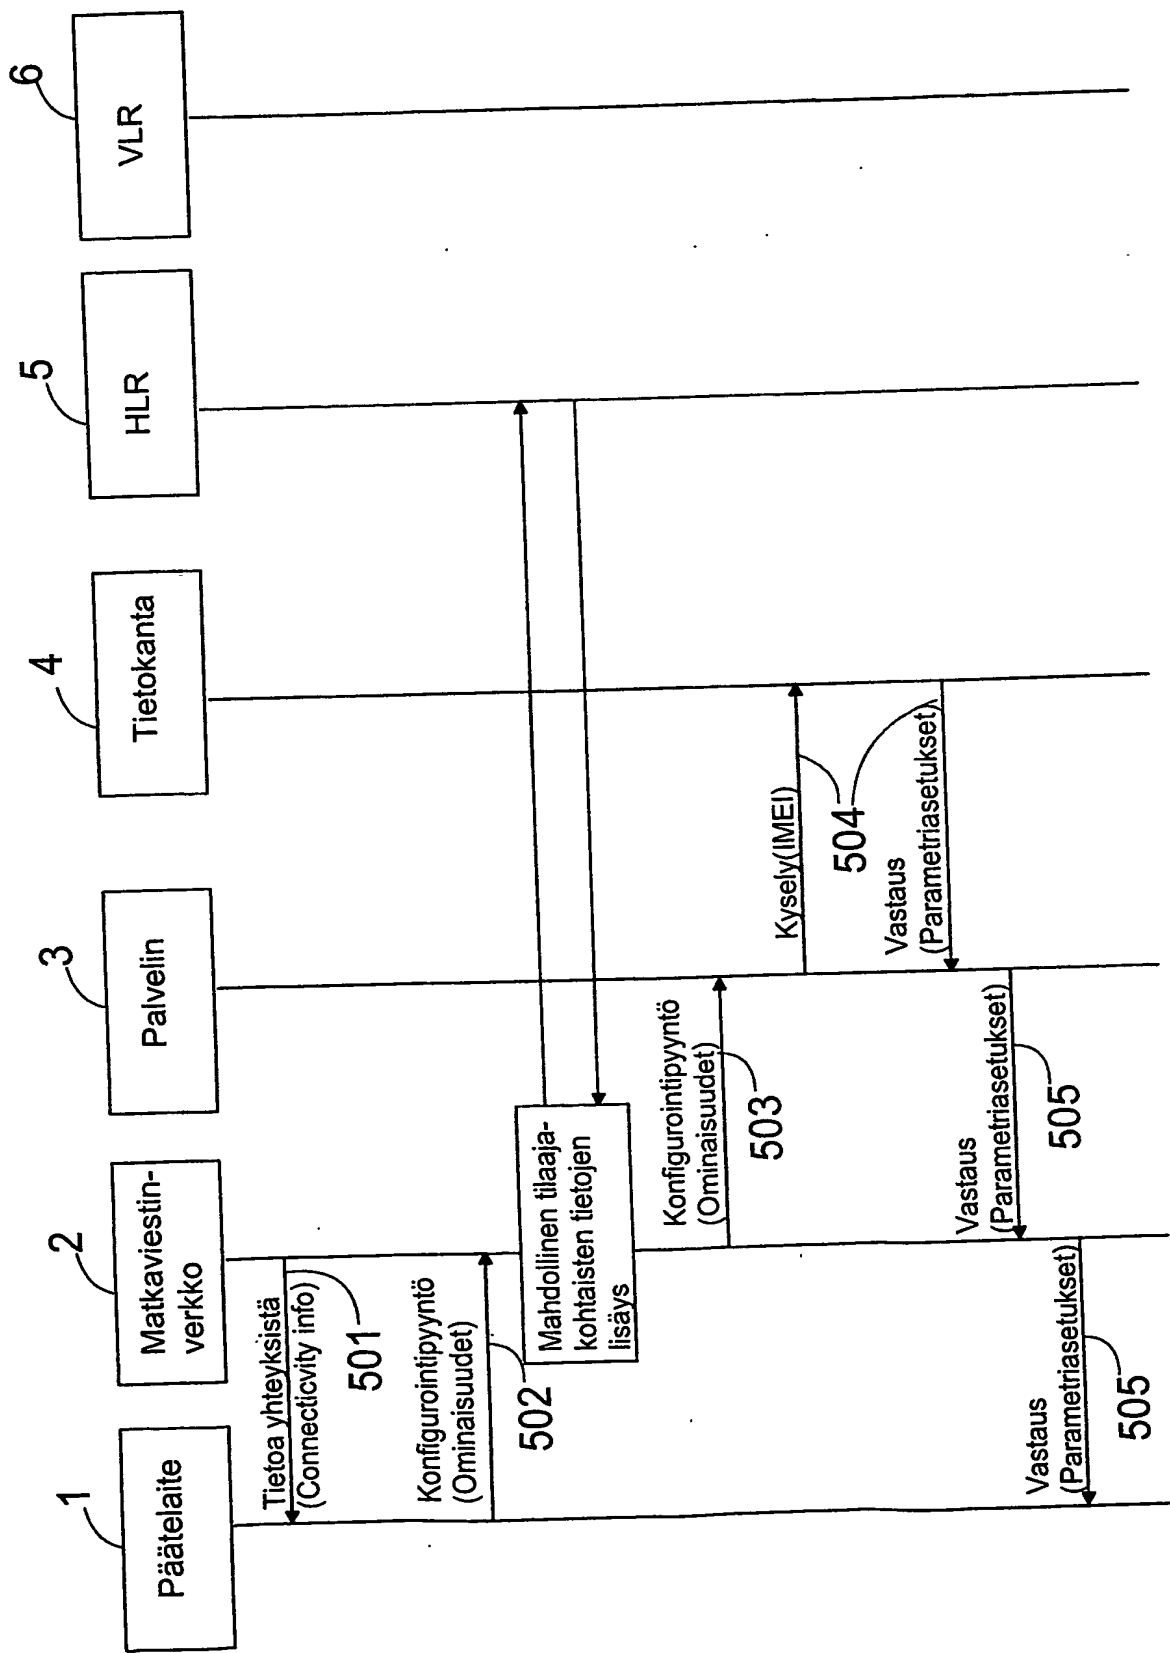 1
Päätelaite
2
Matkaviestin-
verkko
3
Palvelin
4
Tietokanta
5
HLR
6
VLR
Tietoa yhteyksistä
(Connecticvity info)
501
Konfigurointipyyntö
(Ominaisuudet)
502
Mahdollinen tilaaja-
kohtaisten tietojen
lisäys
Konfigurointipyyntö
(Ominaisuudet)
503
Kysely(IMEI)
504
Vastaus
(Parametriasetukset)
Vastaus
(Parametriasetukset)
505
Vastaus
(Parametriasetukset)
505